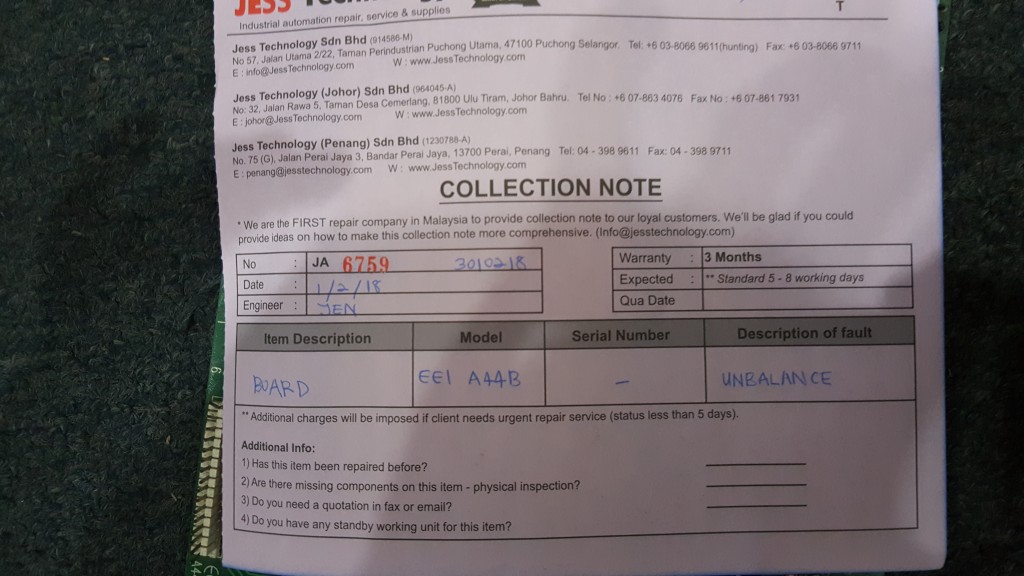 JESS
Industrial automation repair, service & supplies
T
Jess Technology Sdn Bhd (914586-M)
No 57, Jalan Utama 2/22, Taman Perindustrian Puchong Utama, 47100 Puchong Selangor. Tel: +6 03-8066 9611(hunting) Fax: +6 03-8066 9711
E : info@JessTechnology.com W : www.JessTechnology.com
Jess Technology (Johor) Sdn Bhd (964045-A)
No: 32, Jalan Rawa 5, Taman Desa Cemerlang, 81800 Ulu Tiram, Johor Bahru. Tel No : +6 07-863 4076 Fax No : +6 07-861 7931
E : johor@JessTechnology.com W : www.JessTechnology.com
Jess Technology (Penang) Sdn Bhd (1230788-A)
No. 75 (G), Jalan Perai Jaya 3, Bandar Perai Jaya, 13700 Perai, Penang Tel: 04 - 398 9611 Fax: 04 - 398 9711
E : penang@jesstechnology.com W : www.JessTechnology.com
COLLECTION NOTE
* We are the FIRST repair company in Malaysia to provide collection note to our loyal customers. We'll be glad if you could
provide ideas on how to make this collection note more comprehensive. (Info@jesstechnology.com)
No : JA 6759 3010218
Date : 1/2/18
Engineer : JEN
Warranty : 3 Months
Expected : ** Standard 5 - 8 working days
Qua Date
Item Description Model Serial Number Description of fault
BOARD EEI A44B - UNBALANCE
** Additional charges will be imposed if client needs urgent repair service (status less than 5 days).
Additional Info:
1) Has this item been repaired before?
2) Are there missing components on this item - physical inspection?
3) Do you need a quotation in fax or email?
4) Do you have any standby working unit for this item?